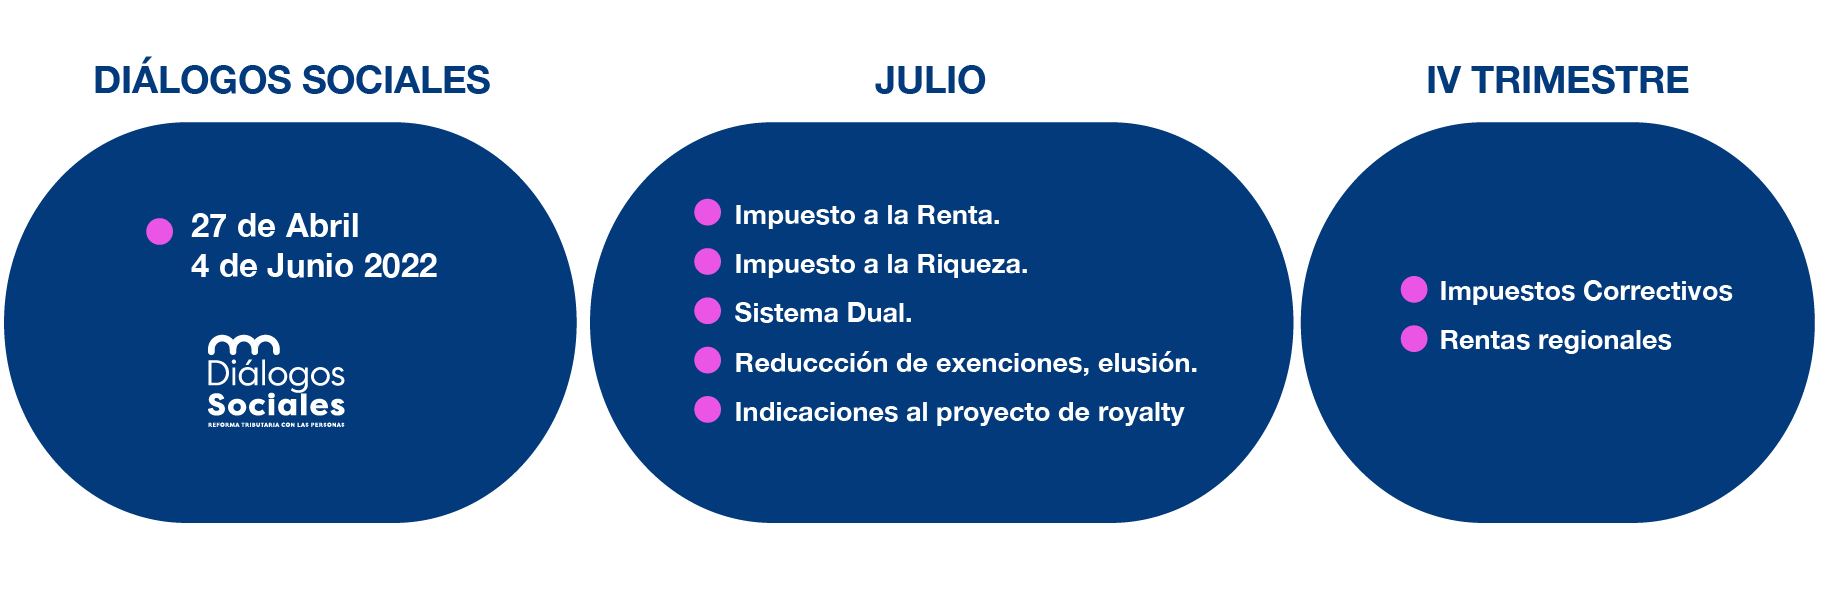 DIÁLOGOS SOCIALES
27 de Abril
4 de Junio 2022
Diálogos
Sociales
REFORMA TRIBUTARIA CON LAS PERSONAS
JULIO
Impuesto a la Renta.
Impuesto a la Riqueza.
Sistema Dual.
Reduccción de exenciones, elusión.
Indicaciones al proyecto de royalty
IV TRIMESTRE
Impuestos Correctivos
Rentas regionales